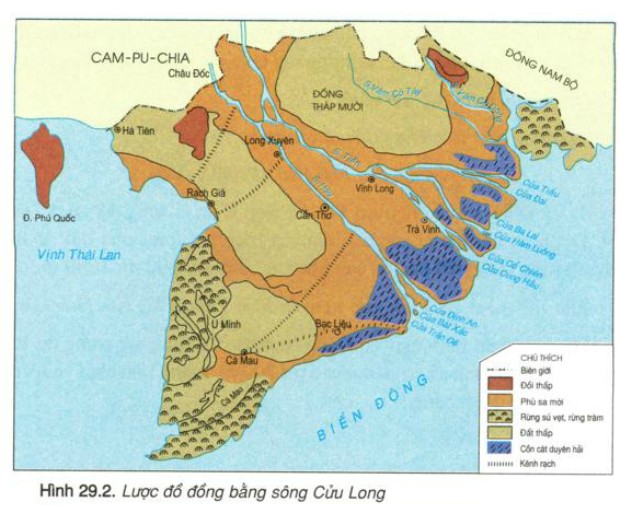 CAM-PU-CHIA
ĐÔNG NAM BỘ
Châu Đốc
ĐỒNG
THÁP MƯỜI
S.Vàm Cỏ Tây
Hà Tiên
Long Xuyên
S. Tiền
Cửa Tiểu
Cửa Đại
Rạch Giá
S. Hậu
Vĩnh Long
Cần Thơ
Cửa Ba Lai
Cửa Hàm Luông
Đ. Phú Quốc
Trà Vinh
Cửa Cổ Chiên
Cửa Cung Hầu
Vịnh Thái Lan
Cửa Định An
Cửa Bát Xắc
Cửa Trần Đề
U Minh
Bạc Liêu
Cà Mau
Cà Mau
BIỂN ĐÔNG
CHÚ THÍCH
Biên giới
Đồi thấp
Phù sa mới
Rừng sú vẹt, rừng tràm
Đất thấp
Cồn cát duyên hải
Kênh rạch
Hình 29.2. Lược đồ đồng bằng sông Cửu Long